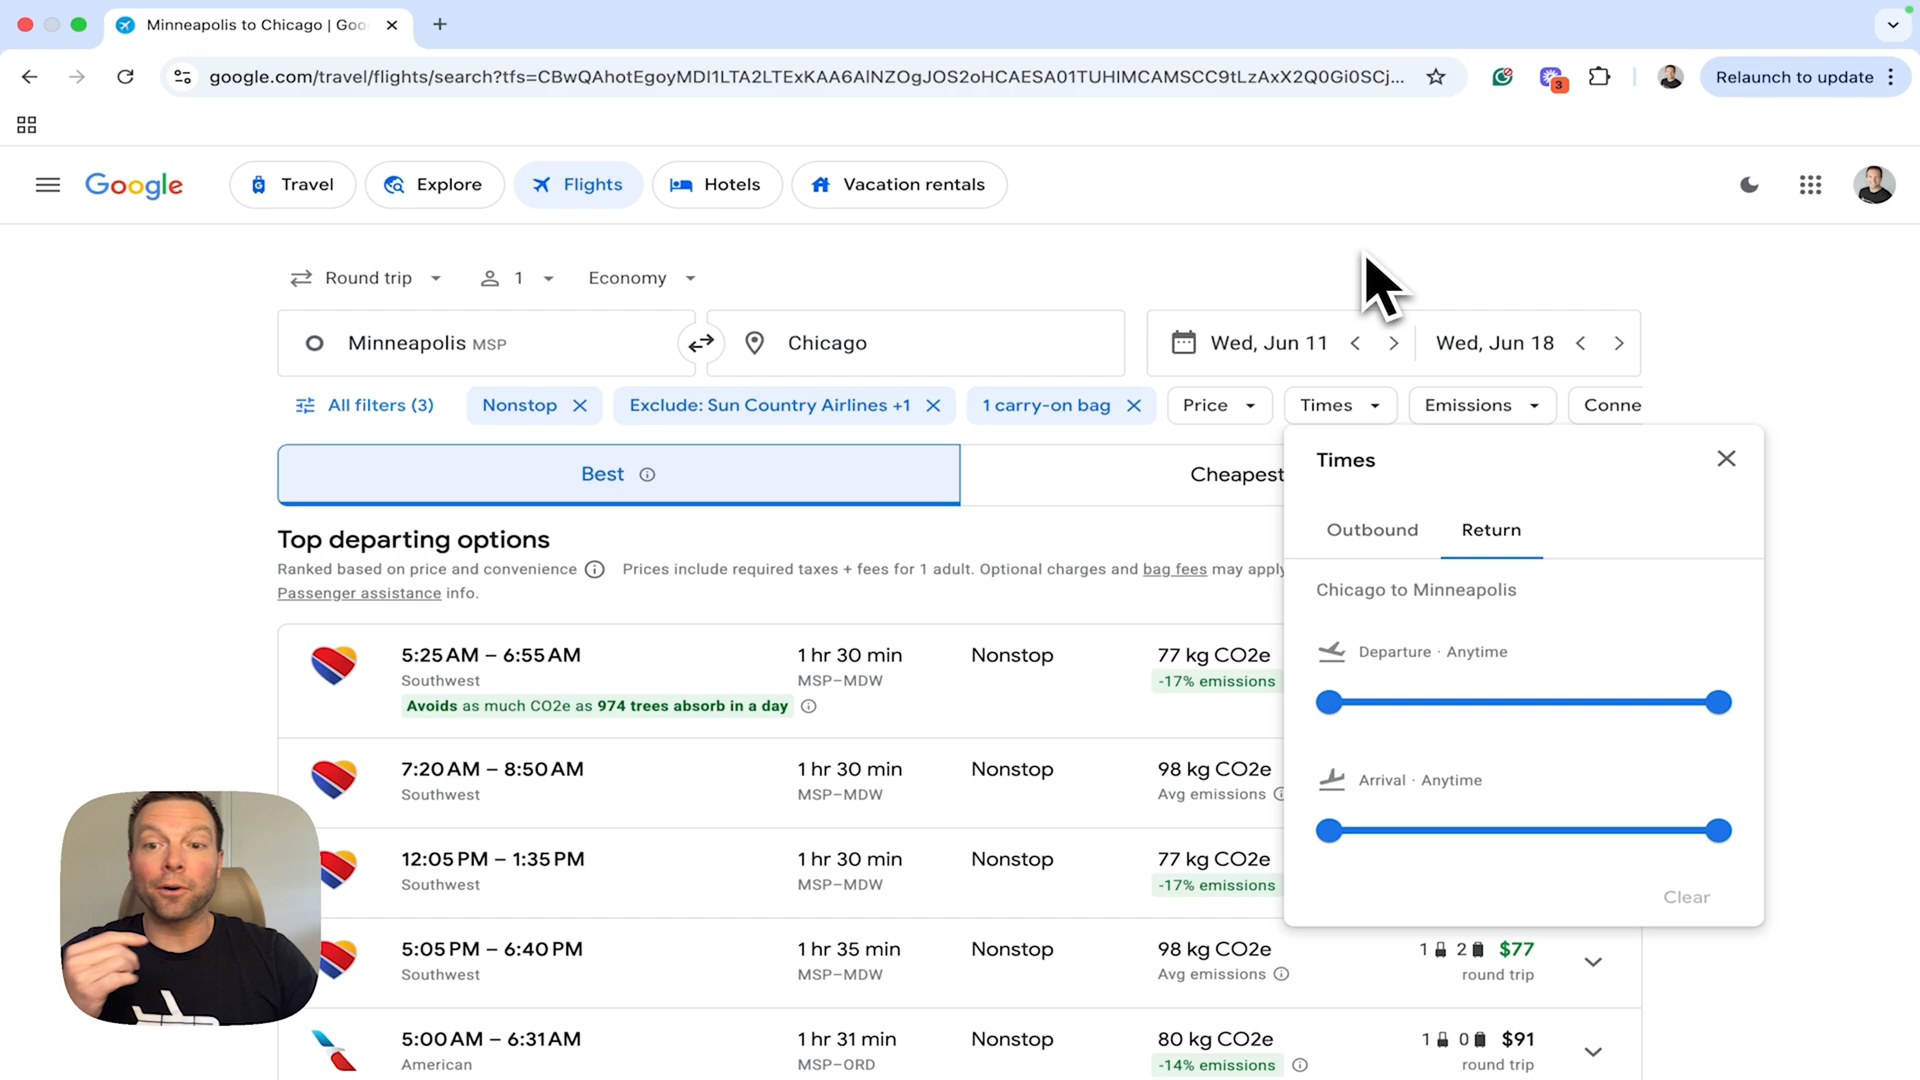 Minneapolis to Chicago | Goo
google.com/travel/flights/search?tfs=CBwQAhotEgoyMDI1LTA2LTExKAA6AlNZOgJOS2oHCAESA01TUHIMCAMSCC9tLzAxX2Q0Gi0SCj...
3
Relaunch to update
Google
Travel
Explore
Flights
Hotels
Vacation rentals
Round trip
1
Economy
Minneapolis MSP
Chicago
Wed, Jun 11
Wed, Jun 18
All filters (3)
Nonstop
Exclude: Sun Country Airlines +1
1 carry-on bag
Price
Times
Emissions
Conne
Best
Cheapest
Times
Outbound
Return
Chicago to Minneapolis
Departure · Anytime
Arrival · Anytime
Clear
Top departing options
Ranked based on price and convenience
Prices include required taxes + fees for 1 adult. Optional charges and bag fees may apply
Passenger assistance info.
5:25 AM – 6:55 AM
1 hr 30 min
Nonstop
77 kg CO2e
Southwest
MSP–MDW
-17% emissions
Avoids as much CO2e as 974 trees absorb in a day
7:20 AM – 8:50 AM
1 hr 30 min
Nonstop
98 kg CO2e
Southwest
MSP–MDW
Avg emissions
12:05 PM – 1:35 PM
1 hr 30 min
Nonstop
77 kg CO2e
Southwest
MSP–MDW
-17% emissions
5:05 PM – 6:40 PM
1 hr 35 min
Nonstop
98 kg CO2e
1 2 $77
Southwest
MSP–MDW
Avg emissions
round trip
5:00 AM – 6:31 AM
1 hr 31 min
Nonstop
80 kg CO2e
1 0 $91
American
MSP–ORD
-14% emissions
round trip